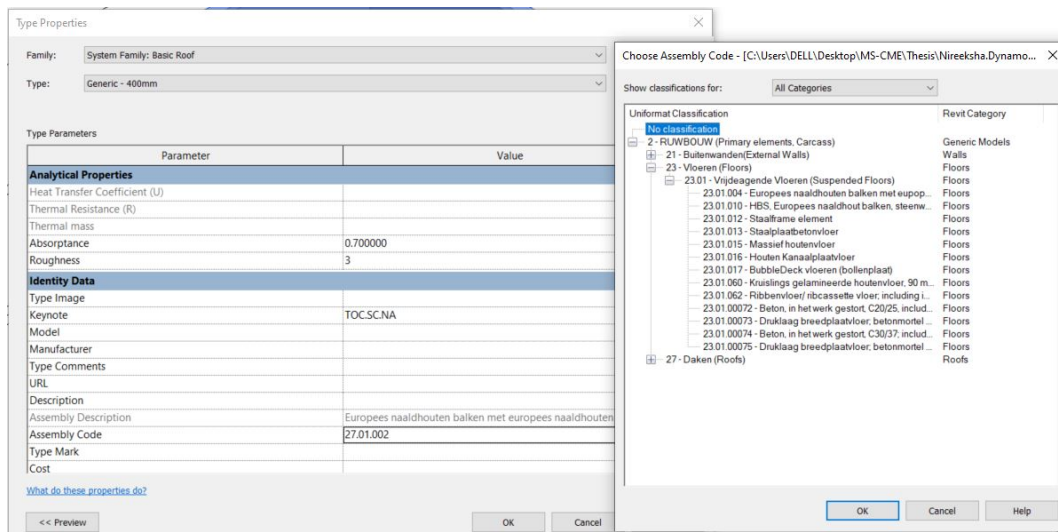 Type Properties
Family: System Family: Basic Roof
Type: Generic - 400mm
Type Parameters
Parameter Value
Analytical Properties
Heat Transfer Coefficient (U)
Thermal Resistance (R)
Thermal mass
Absorptance 0.700000
Roughness 3
Identity Data
Type Image
Keynote TOC.SC.NA
Model
Manufacturer
Type Comments
URL
Description
Assembly Description Europees naaldhouten balken met europees naaldhouten
Assembly Code 27.01.002
Type Mark
Cost
What do these properties do?
<< Preview OK Cancel
Choose Assembly Code - [C:\Users\DELL\Desktop\MS-CME\Thesis\Nireeksha.Dynamo...
Show classifications for: All Categories
Uniformat Classification Revit Category
No classification
2 - RUWBOUW (Primary elements, Carcass) Generic Models
21 - Buitenwanden(External Walls) Walls
23 - Vloeren (Floors) Floors
23.01 - Vrijdeagende Vloeren (Suspended Floors) Floors
23.01.004 - Europees naaldhouten balken met eupop... Floors
23.01.010 - HBS, Europees naaldhout balken, steenw... Floors
23.01.012 - Staalframe element Floors
23.01.013 - Staalplaatbetonvloer Floors
23.01.015 - Massief houtenvloer Floors
23.01.016 - Houten Kanaalplaatvloer Floors
23.01.017 - BubbleDeck vloeren (bollenplaat) Floors
23.01.060 - Kruislings gelamineerde houtenvloer, 90 m... Floors
23.01.062 - Ribbenvloer/ ribcassette vloer; including i... Floors
23.01.00072 - Beton, in het werk gestort, C20/25, includ... Floors
23.01.00073 - Druklaag breedplaatvloer; betonmortel ... Floors
23.01.00074 - Beton, in het werk gestort, C30/37; includ... Floors
23.01.00075 - Druklaag breedplaatvloer; betonmortel ... Floors
27 - Daken (Roofs) Roofs
OK Cancel Help